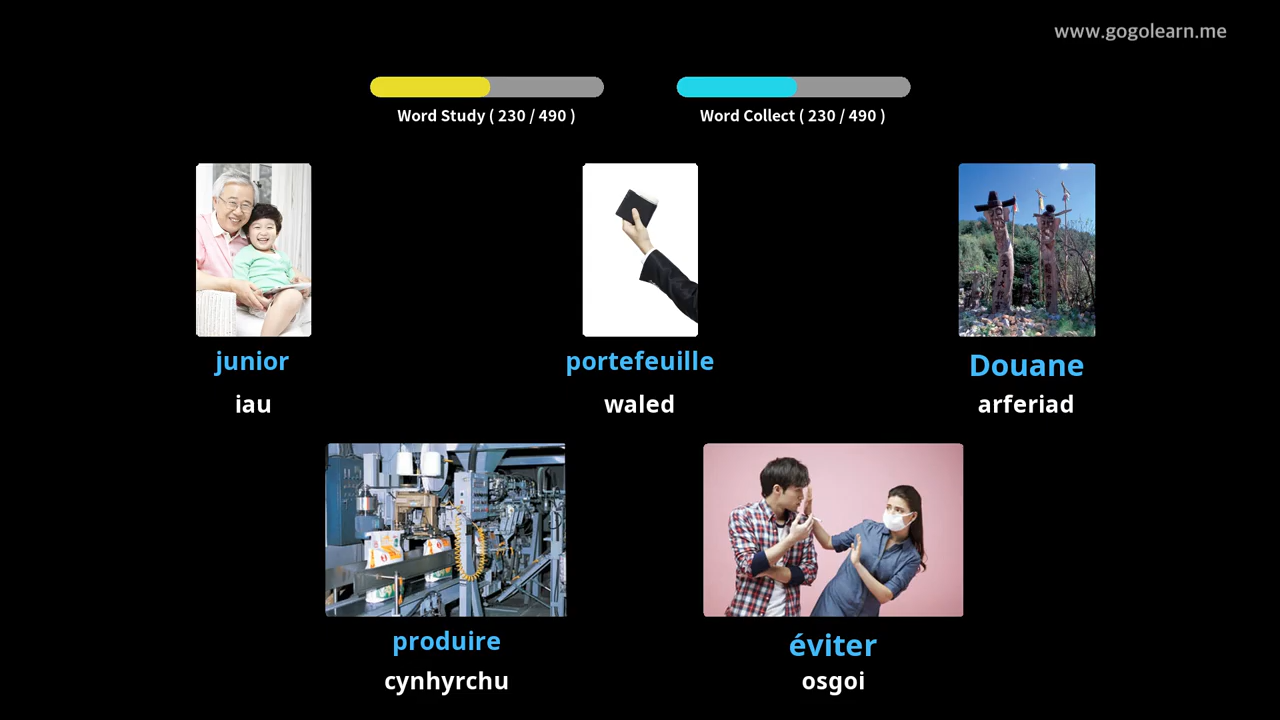 www.gogolearn.me
Word Study ( 230 / 490 )
Word Collect ( 230 / 490 )
junior
portefeuille
Douane
iau
waled
arferiad
produire
éviter
cynhyrchu
osgoi